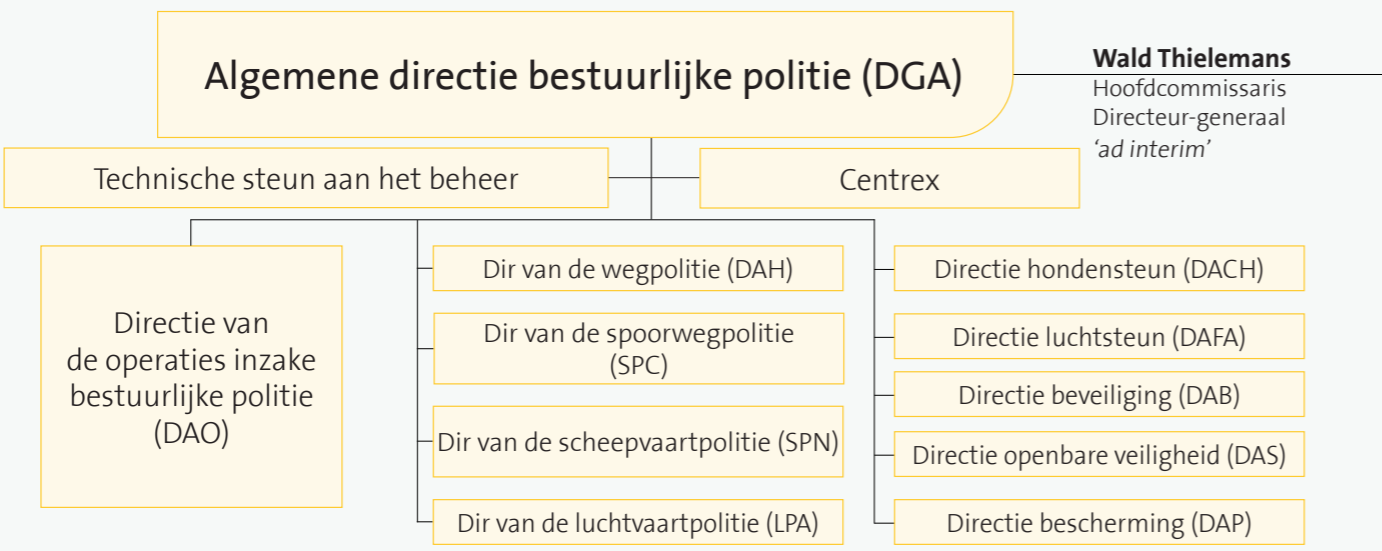 Algemene directie bestuurlijke politie (DGA)
Wald Thielemans
Hoofdcommissaris
Directeur-generaal
‘ad interim’
Technische steun aan het beheer
Centrex
Directie van
de operaties inzake
bestuurlijke politie
(DAO)
Dir van de wegpolitie (DAH)
Dir van de spoorwegpolitie
(SPC)
Dir van de scheepvaartpolitie (SPN)
Dir van de luchtvaartpolitie (LPA)
Directie hondensteun (DACH)
Directie luchtsteun (DAFA)
Directie beveiliging (DAB)
Directie openbare veiligheid (DAS)
Directie bescherming (DAP)